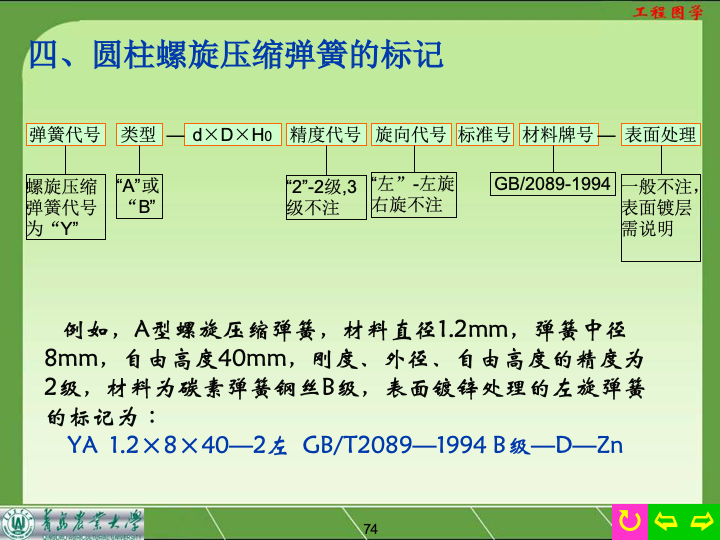 工程图学
四、圆柱螺旋压缩弹簧的标记
弹簧代号 类型 — d×D×H0 精度代号 旋向代号 标准号 材料牌号 — 表面处理
螺旋压缩
弹簧代号
为“Y”
“A”或
“B”
“2”-2级,3
级不注
“左”-左旋
右旋不注
GB/2089-1994
一般不注，
表面镀层
需说明
例如，A型螺旋压缩弹簧，材料直径1.2mm，弹簧中径
8mm，自由高度40mm，刚度、外径、自由高度的精度为
2级，材料为碳素弹簧钢丝B级，表面镀锌处理的左旋弹簧
的标记为：
YA 1.2×8×40—2左 GB/T2089—1994 B级—D—Zn
青岛农业大学
74